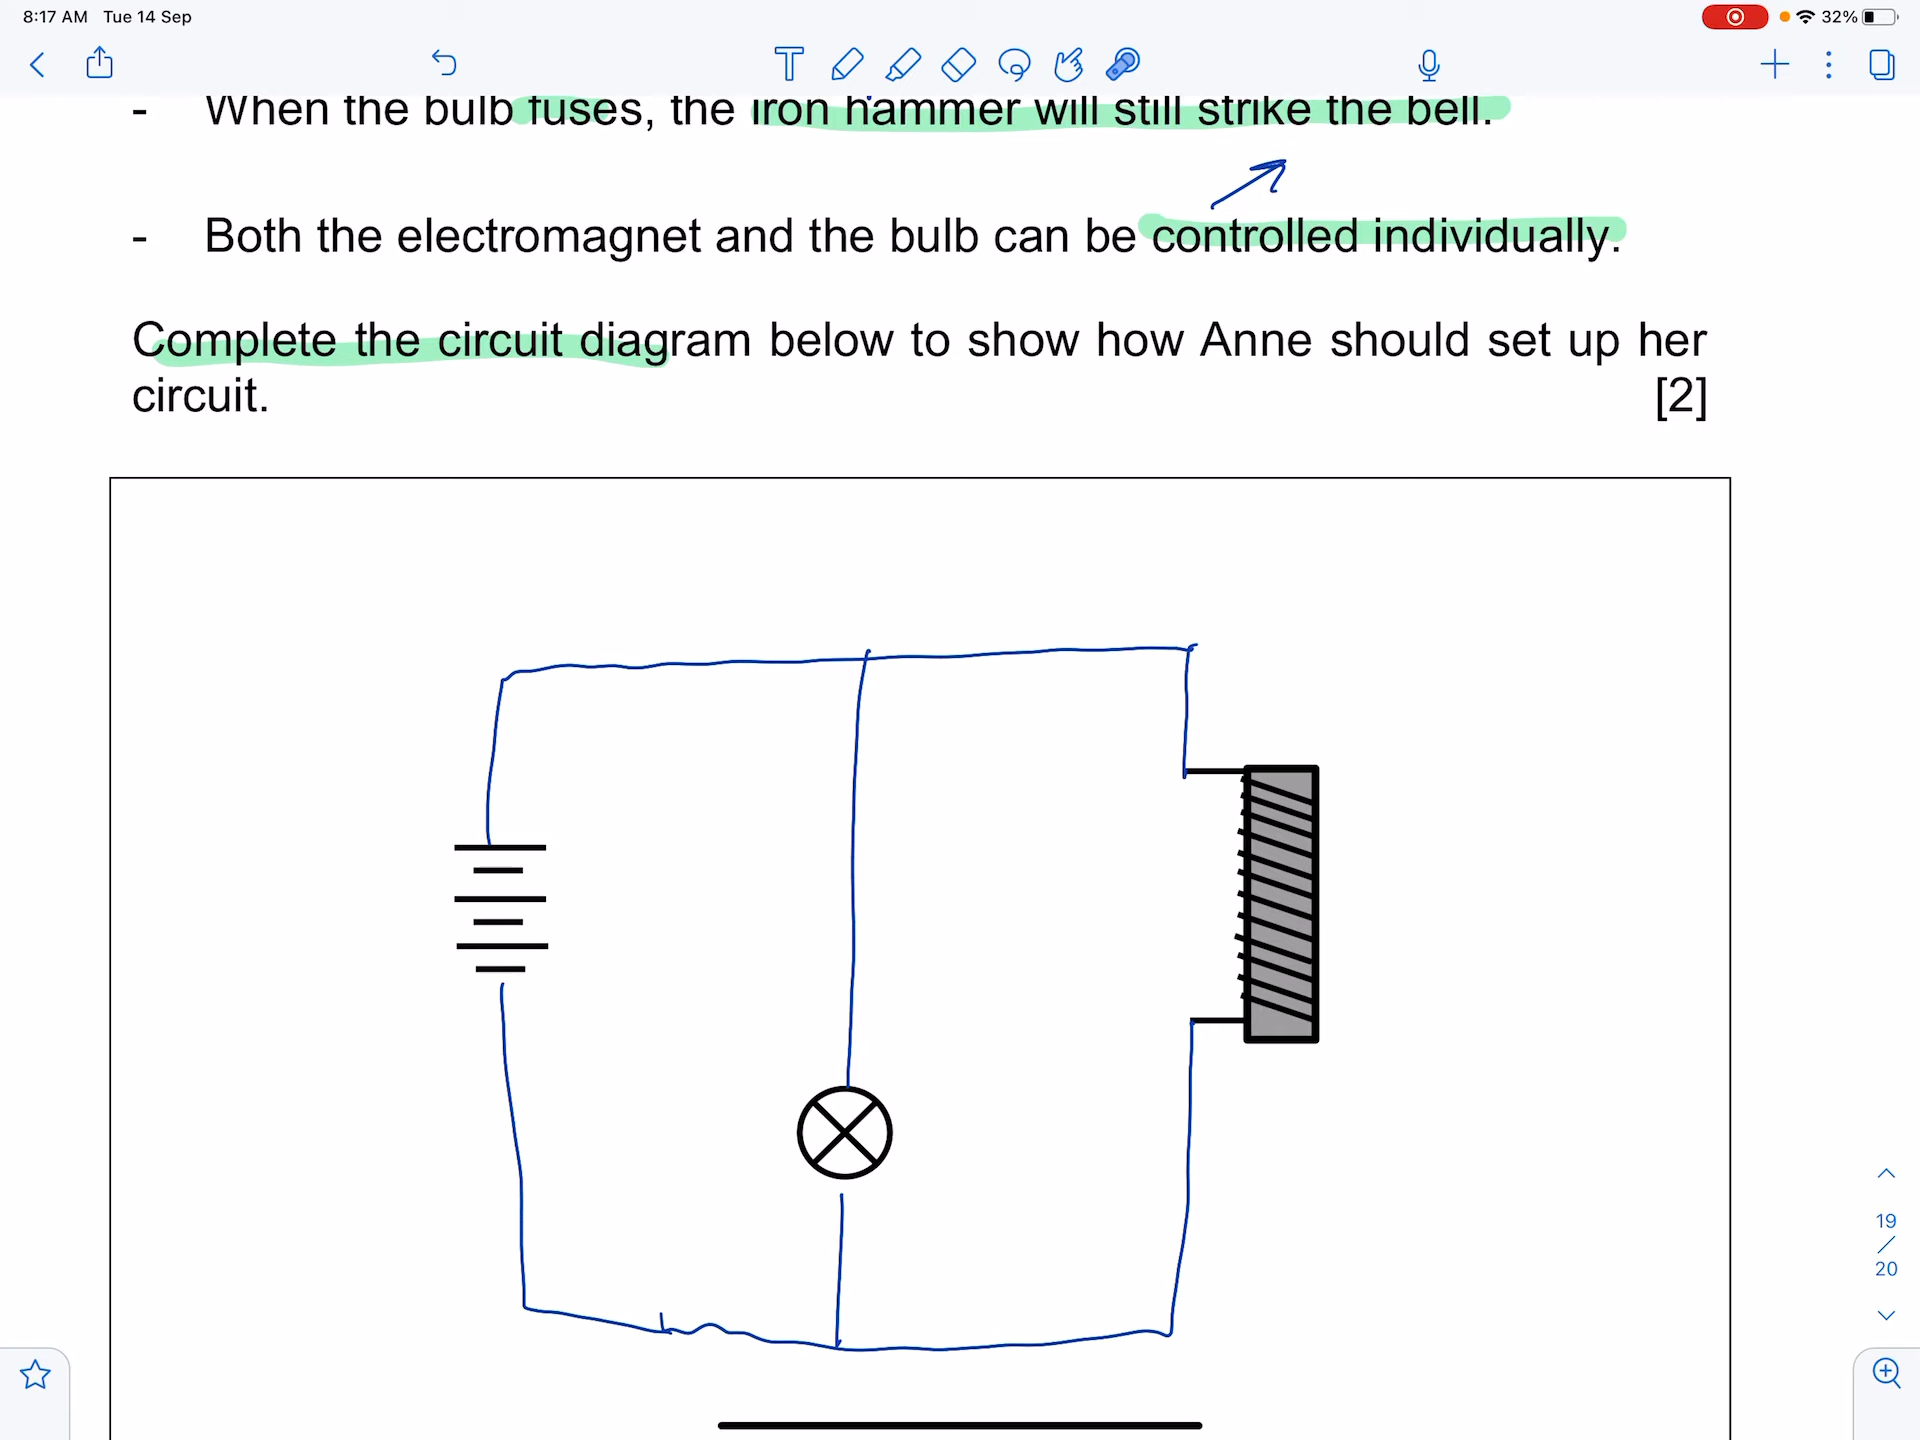 8:17 AM Tue 14 Sep
32%
T
- When the bulb fuses, the iron hammer will still strike the bell.
- Both the electromagnet and the bulb can be controlled individually.
Complete the circuit diagram below to show how Anne should set up her
circuit. [2]
19
/
20